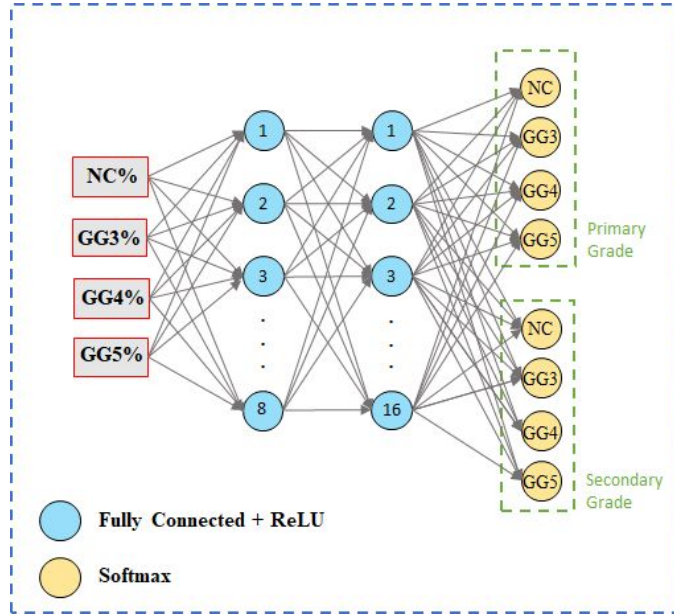 NC%
GG3%
GG4%
GG5%
1
2
3
.
.
.
8
1
2
3
.
.
.
16
NC
GG3
GG4
GG5
Primary
Grade
NC
GG3
GG4
GG5
Secondary
Grade
Fully Connected + ReLU
Softmax